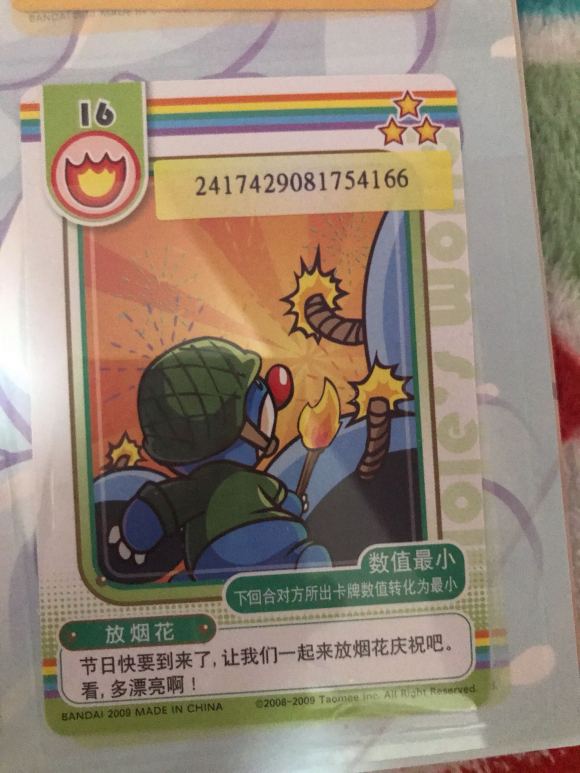 BANDAI
16
2417429081754166
mole's world
数值最小
下回合对方所出卡牌数值转化为最小
放烟花
节日快要到来了,让我们一起来放烟花庆祝吧。
看,多漂亮啊！
BANDAI 2009 MADE IN CHINA
©2008-2009 Taomee Inc. All Right Reserved.